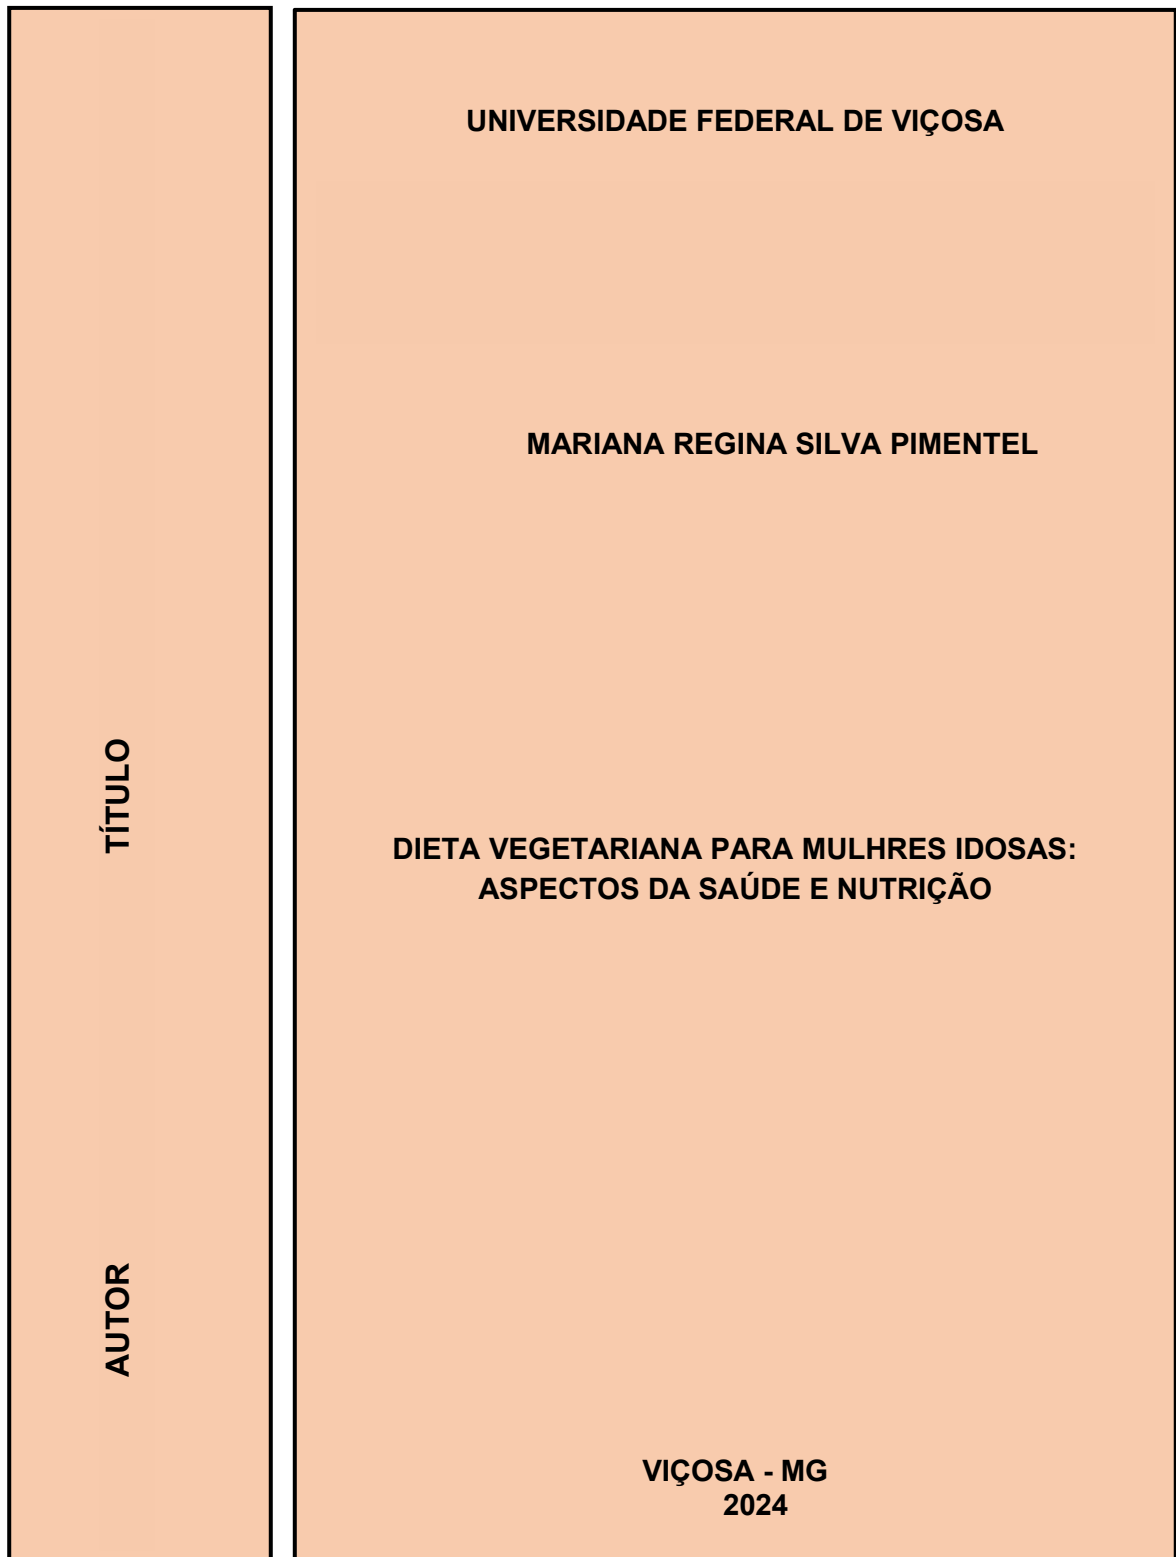 TÍTULO
AUTOR
UNIVERSIDADE FEDERAL DE VIÇOSA
MARIANA REGINA SILVA PIMENTEL
DIETA VEGETARIANA PARA MULHRES IDOSAS:
ASPECTOS DA SAÚDE E NUTRIÇÃO
VIÇOSA - MG
2024